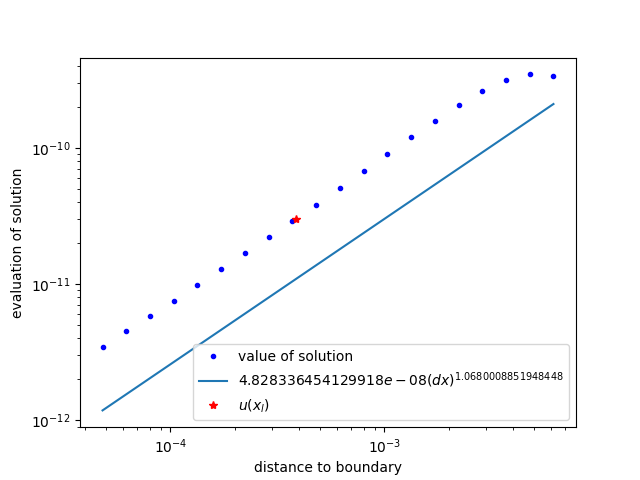 10⁻¹⁰
10⁻¹¹
10⁻¹²
evaluation of solution
value of solution
4.828336454129918e − 08(dx)^1.0680008851948448
u(x_l)
10⁻⁴
10⁻³
distance to boundary